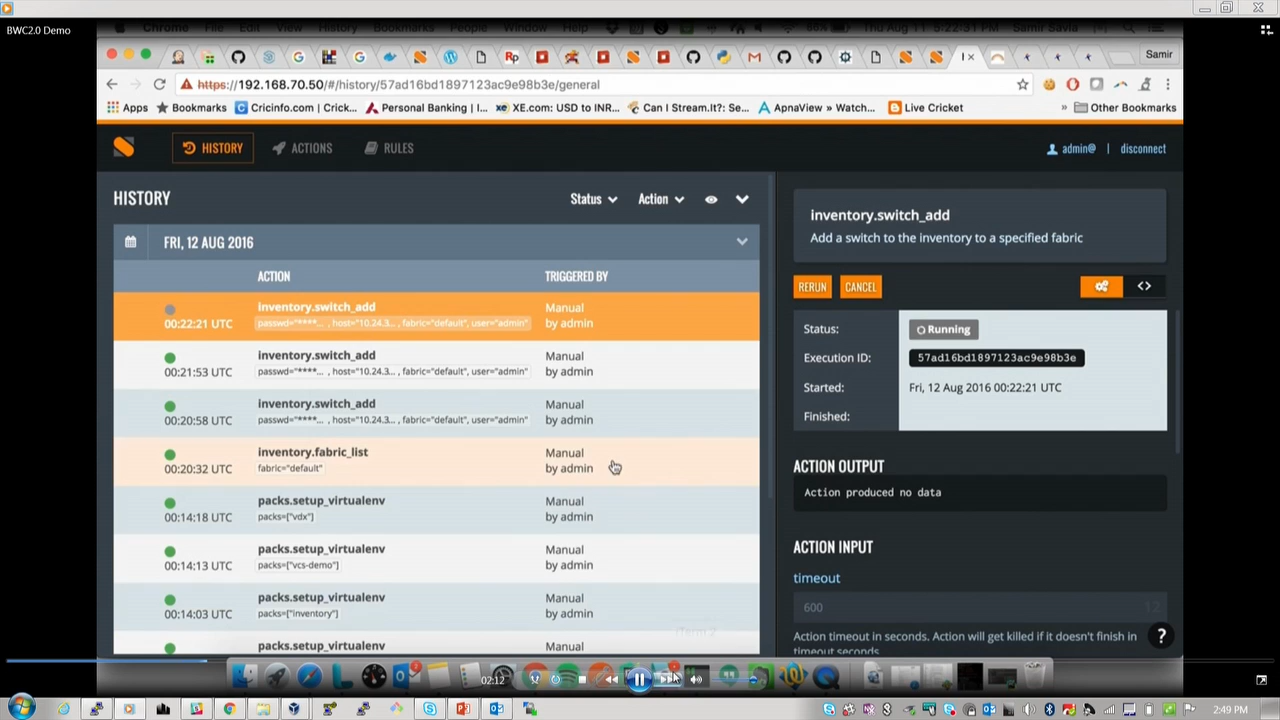 BWC2.0 Demo
Samir
https://192.168.70.50/#/history/57ad16bd1897123ac9e98b3e/general
Apps Bookmarks Cricinfo.com | Crick... Personal Banking | I... XE.com: USD to INR... Can I Stream.It?: Se... ApnaView » Watch... Live Cricket » Other Bookmarks
HISTORY ACTIONS RULES admin@ | disconnect
HISTORY Status Action
FRI, 12 AUG 2016
ACTION TRIGGERED BY
inventory.switch_add Manual
00:22:21 UTC passwd="****... , host="10.24.3... , fabric="default", user="admin" by admin
inventory.switch_add Manual
00:21:53 UTC passwd="****... , host="10.24.3... , fabric="default", user="admin" by admin
inventory.switch_add Manual
00:20:58 UTC passwd="****... , host="10.24.3... , fabric="default", user="admin" by admin
inventory.fabric_list Manual
00:20:32 UTC fabric="default" by admin
packs.setup_virtualenv Manual
00:14:18 UTC packs=["vdx"] by admin
packs.setup_virtualenv Manual
00:14:13 UTC packs=["vcs-demo"] by admin
packs.setup_virtualenv Manual
00:14:03 UTC packs=["inventory"] by admin
packs.setup_virtualenv Manual
inventory.switch_add
Add a switch to the inventory to a specified fabric
RERUN CANCEL <>
Status: Running
Execution ID: 57ad16bd1897123ac9e98b3e
Started: Fri, 12 Aug 2016 00:22:21 UTC
Finished:
ACTION OUTPUT
Action produced no data
ACTION INPUT
timeout
600
Action timeout in seconds. Action will get killed if it doesn't finish in
timeout seconds.
?
02:12
2:49 PM